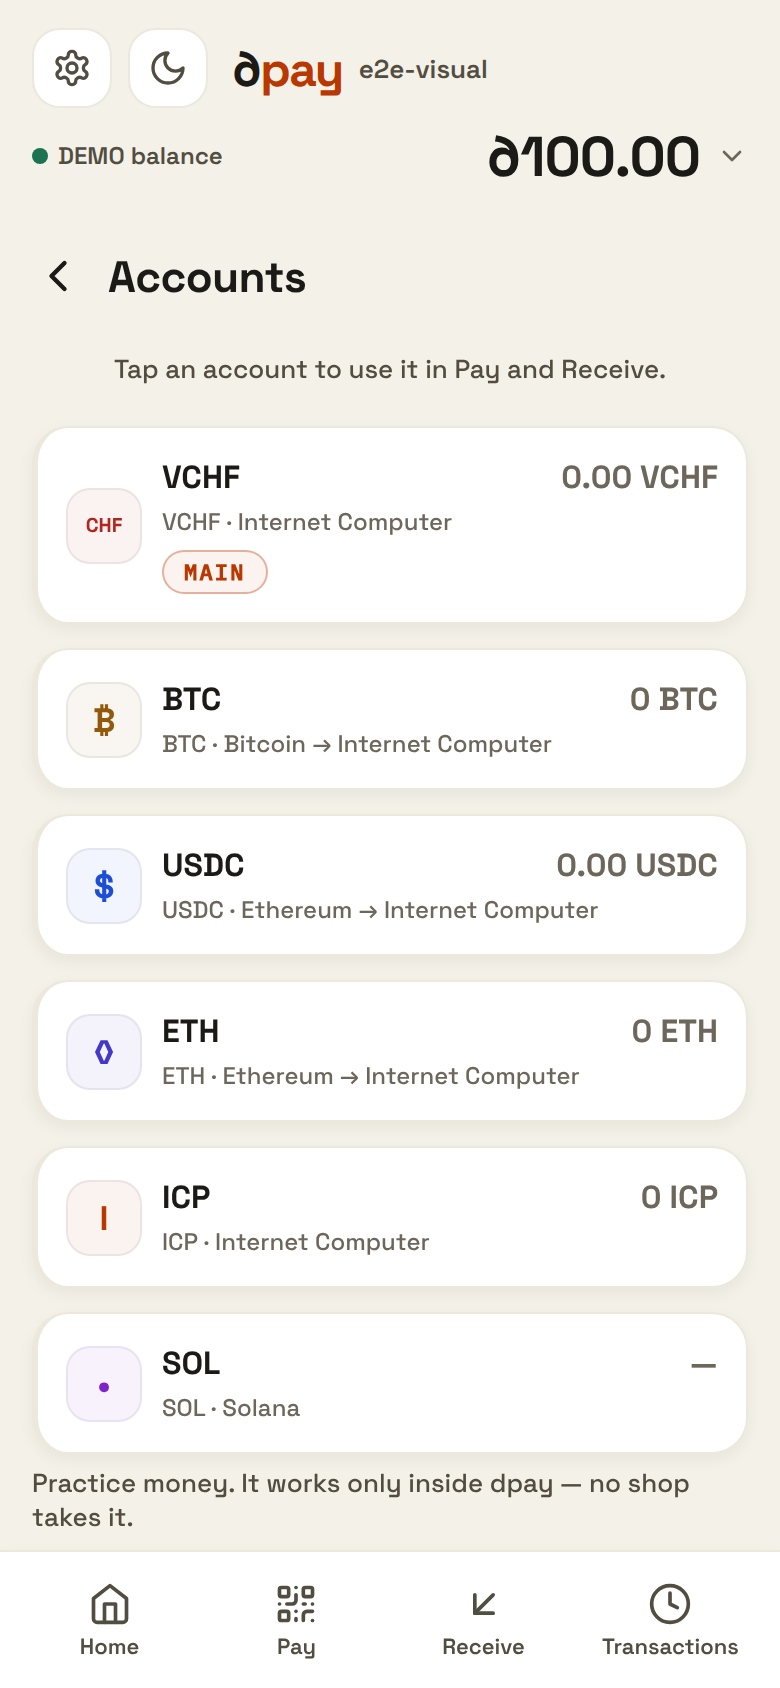 ∂pay e2e-visual
DEMO balance
∂100.00
Accounts
Tap an account to use it in Pay and Receive.
CHF
VCHF
0.00 VCHF
VCHF · Internet Computer
MAIN
₿
BTC
0 BTC
BTC · Bitcoin → Internet Computer
$
USDC
0.00 USDC
USDC · Ethereum → Internet Computer
ETH
0 ETH
ETH · Ethereum → Internet Computer
I
ICP
0 ICP
ICP · Internet Computer
SOL
—
SOL · Solana
Practice money. It works only inside dpay — no shop
takes it.
Home
Pay
Receive
Transactions